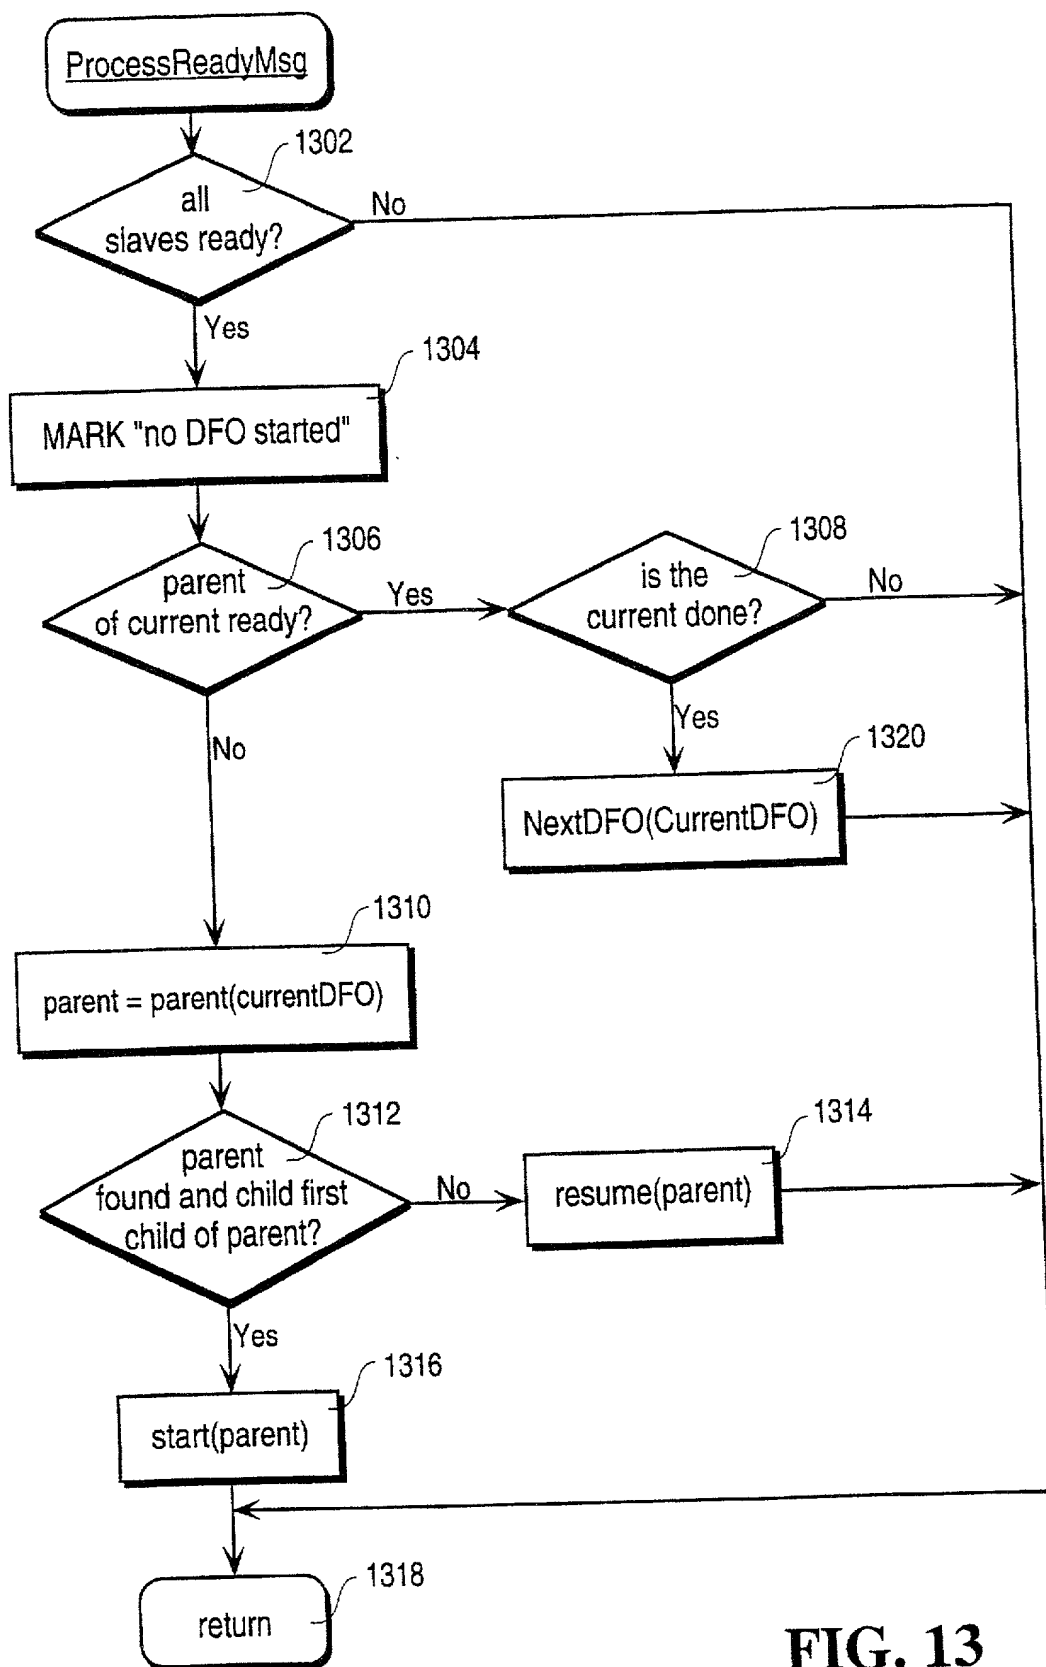 ProcessReadyMsg
1302
all
slaves ready?
No
Yes
1304
MARK "no DFO started"
1306
parent
of current ready?
Yes
1308
is the
current done?
No
Yes
No
1320
NextDFO(CurrentDFO)
1310
parent = parent(currentDFO)
1312
parent
found and child first
child of parent?
No
1314
resume(parent)
Yes
1316
start(parent)
1318
return
FIG. 13